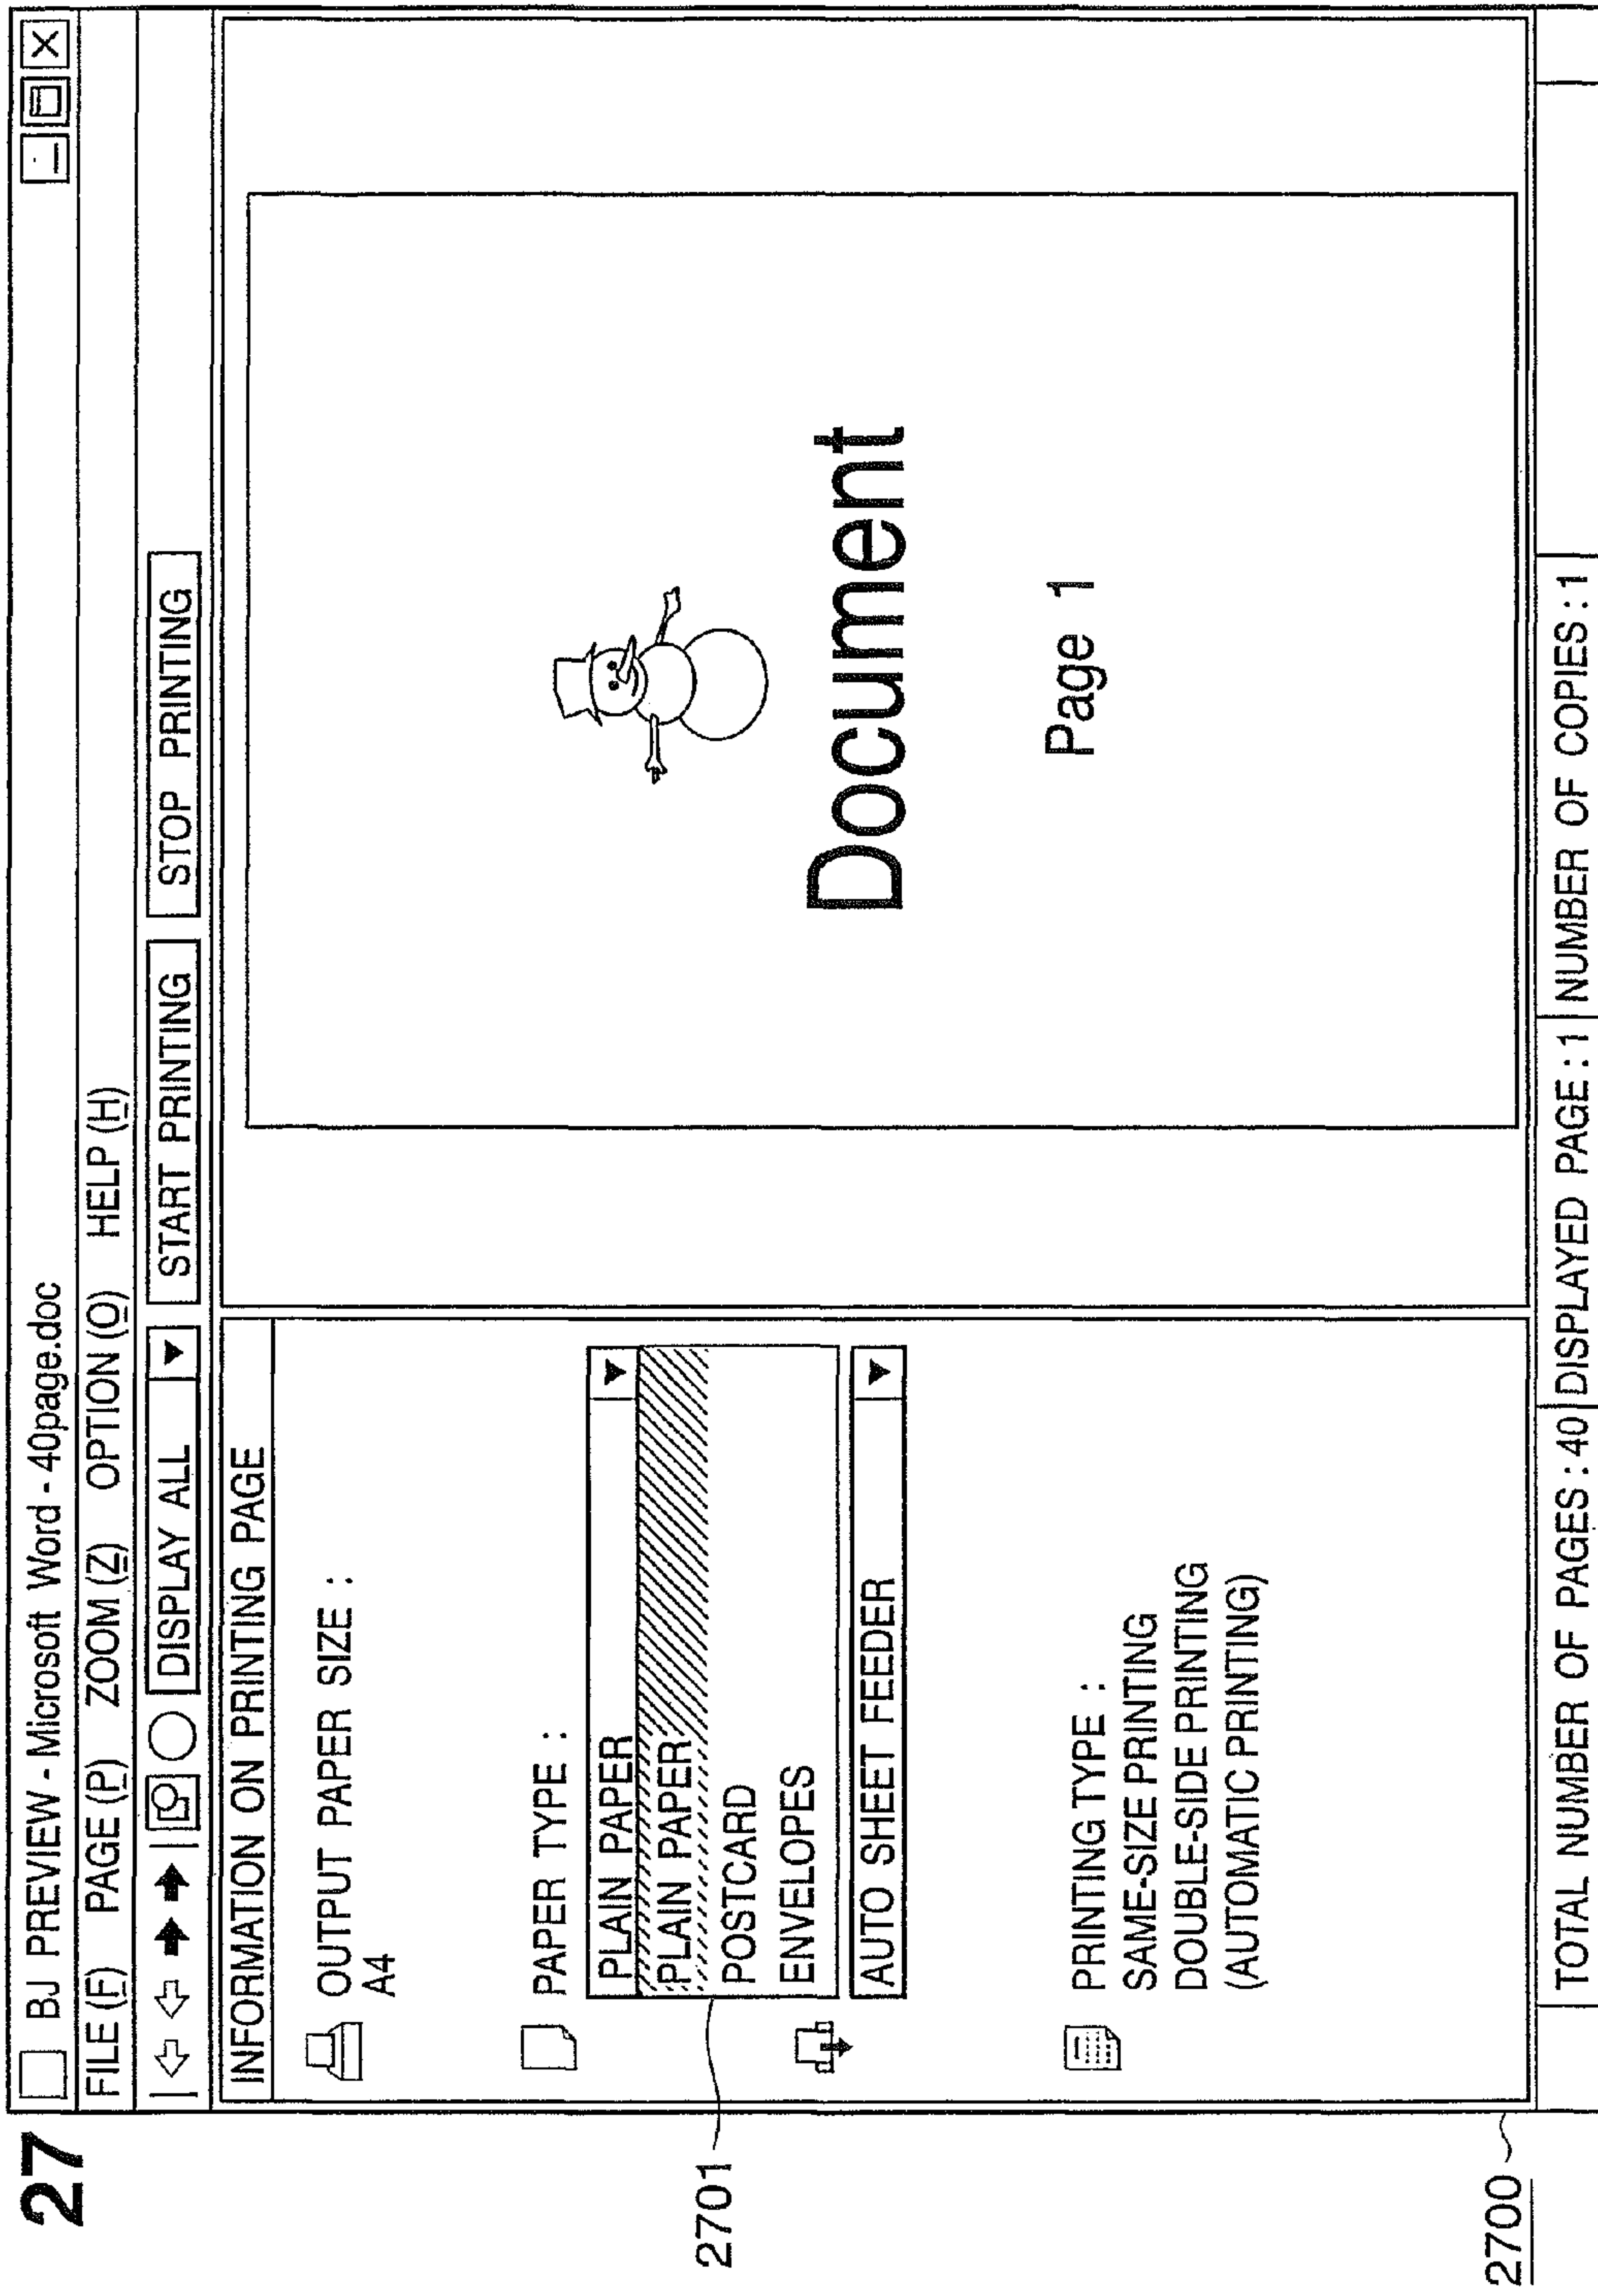 27
BJ PREVIEW - Microsoft Word - 40page.doc
FILE (F) PAGE (P) ZOOM (Z) OPTION (O) HELP (H)
DISPLAY ALL START PRINTING STOP PRINTING
INFORMATION ON PRINTING PAGE
OUTPUT PAPER SIZE :
A4
PAPER TYPE :
PLAIN PAPER
PLAIN PAPER
POSTCARD
ENVELOPES
AUTO SHEET FEEDER
PRINTING TYPE :
SAME-SIZE PRINTING
DOUBLE-SIDE PRINTING
(AUTOMATIC PRINTING)
Document
Page 1
TOTAL NUMBER OF PAGES : 40 DISPLAYED PAGE : 1 NUMBER OF COPIES : 1
2701
2700